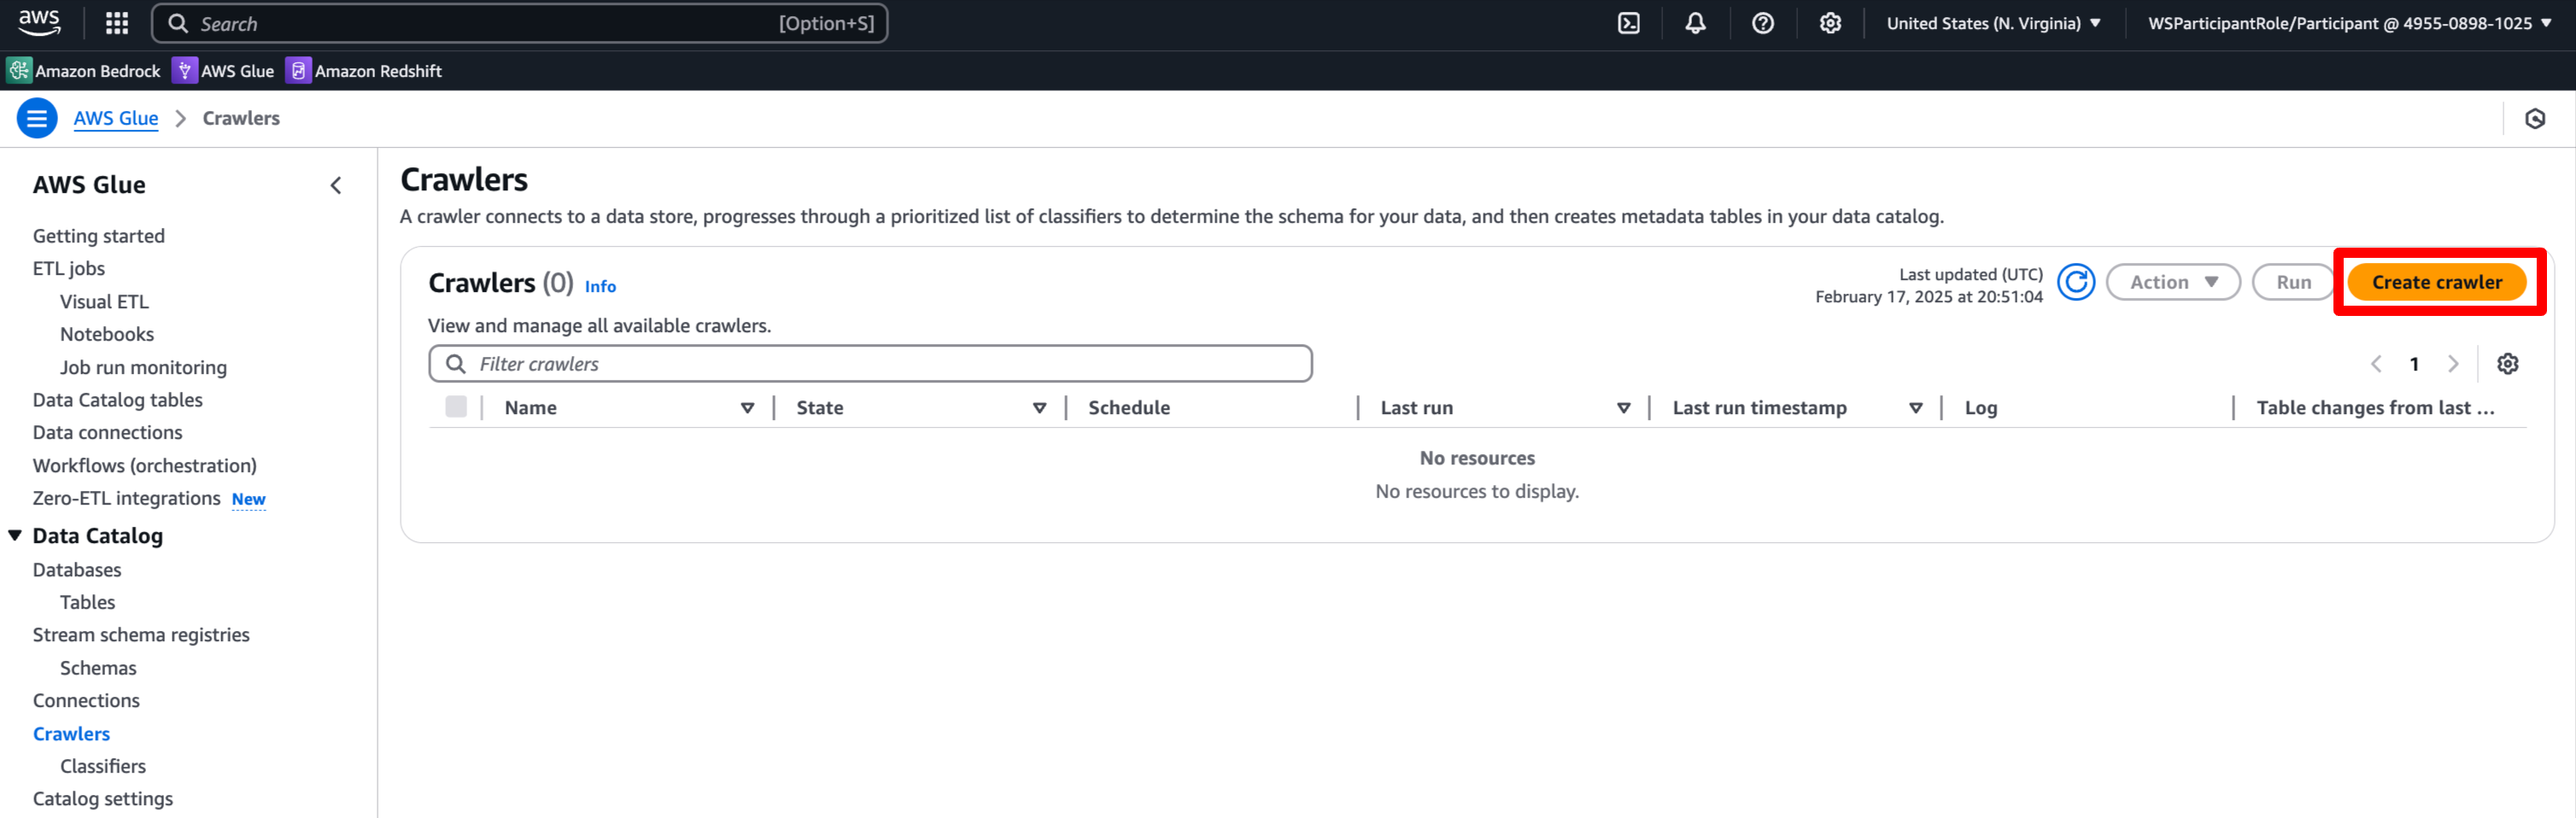 aws
Search [Option+S]
United States (N. Virginia)
WSParticipantRole/Participant @ 4955-0898-1025
Amazon Bedrock AWS Glue Amazon Redshift
AWS Glue Crawlers
AWS Glue
Getting started
ETL jobs
Visual ETL
Notebooks
Job run monitoring
Data Catalog tables
Data connections
Workflows (orchestration)
Zero-ETL integrations New
Data Catalog
Databases
Tables
Stream schema registries
Schemas
Connections
Crawlers
Classifiers
Catalog settings
Crawlers
A crawler connects to a data store, progresses through a prioritized list of classifiers to determine the schema for your data, and then creates metadata tables in your data catalog.
Crawlers (0) Info
Last updated (UTC)
February 17, 2025 at 20:51:04
Action Run Create crawler
View and manage all available crawlers.
Filter crawlers
1
Name State Schedule Last run Last run timestamp Log Table changes from last ...
No resources
No resources to display.